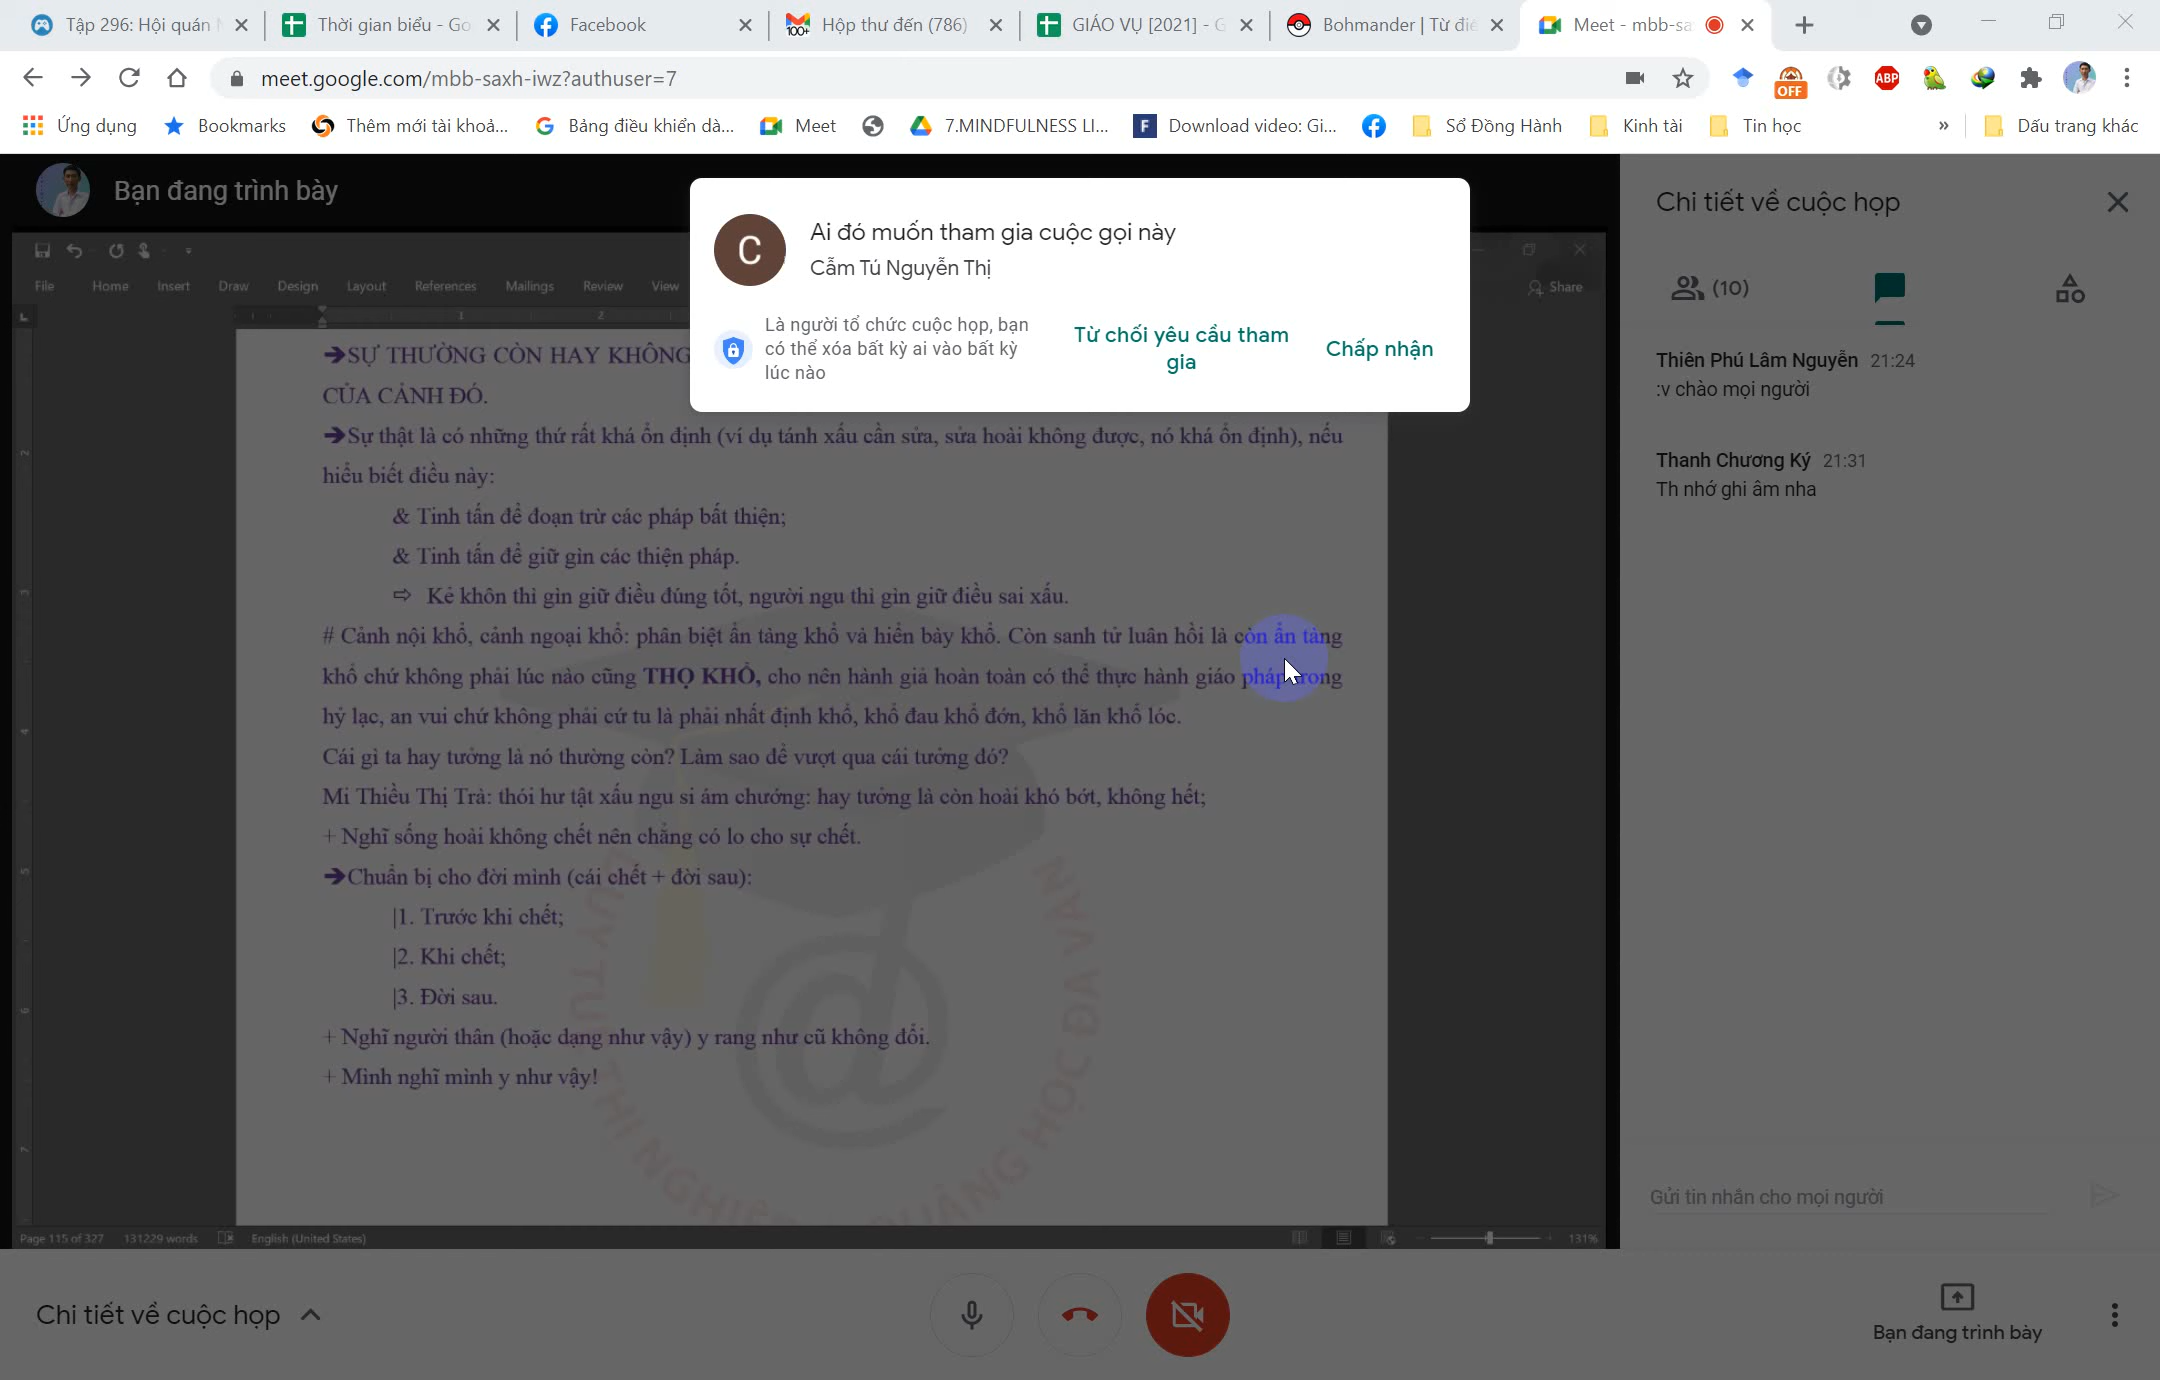 Tập 296: Hội quán
Thời gian biểu - Go
Facebook
Hộp thư đến (786)
GIÁO VỤ [2021] - G
Bohmander | Từ điể
Meet - mbb-sa
meet.google.com/mbb-saxh-iwz?authuser=7
OFF
ABP
Ứng dụng
Bookmarks
Thêm mới tài khoả...
Bảng điều khiển dà...
Meet
7.MINDFULNESS LI...
Download video: Gi...
Sổ Đồng Hành
Kinh tài
Tin học
»
Dấu trang khác
Bạn đang trình bày
File Home Insert Draw Design Layout References Mailings Review View
Share
Ai đó muốn tham gia cuộc gọi này
C
Cẩm Tú Nguyễn Thị
Là người tổ chức cuộc họp, bạn
có thể xóa bất kỳ ai vào bất kỳ
lúc nào
Từ chối yêu cầu tham
gia
Chấp nhận
➔SỰ THƯỜNG CÒN HAY KHÔNG
CỦA CẢNH ĐÓ.
➔Sự thật là có những thứ rất khá ổn định (ví dụ tánh xấu cần sửa, sửa hoài không được, nó khá ổn định), nếu
hiểu biết điều này:
& Tinh tấn để đoạn trừ các pháp bất thiện;
& Tinh tấn để giữ gìn các thiện pháp.
⇨ Kẻ khôn thì gìn giữ điều đúng tốt, người ngu thì gìn giữ điều sai xấu.
# Cảnh nội khổ, cảnh ngoại khổ: phân biệt ẩn tàng khổ và hiển bày khổ. Còn sanh tử luân hồi là còn ẩn tàng
khổ chứ không phải lúc nào cũng THỌ KHỔ, cho nên hành giả hoàn toàn có thể thực hành giáo pháp trong
hỷ lạc, an vui chứ không phải cứ tu là phải nhất định khổ, khổ đau khổ đớn, khổ lăn khổ lóc.
Cái gì ta hay tưởng là nó thường còn? Làm sao để vượt qua cái tưởng đó?
Mi Thiều Thị Trà: thói hư tật xấu ngu si ám chướng: hay tưởng là còn hoài khó bớt, không hết;
+ Nghĩ sống hoài không chết nên chẳng có lo cho sự chết.
➔Chuẩn bị cho đời mình (cái chết + đời sau):
|1. Trước khi chết;
|2. Khi chết;
|3. Đời sau.
+ Nghĩ người thân (hoặc dạng như vậy) y rang như cũ không đổi.
+ Mình nghĩ mình y như vậy!
Page 115 of 327 131229 words English (United States)
131%
Chi tiết về cuộc họp
(10)
Thiên Phú Lâm Nguyễn 21:24
:v chào mọi người
Thanh Chương Ký 21:31
Th nhớ ghi âm nha
Gửi tin nhắn cho mọi người
Chi tiết về cuộc họp
Bạn đang trình bày